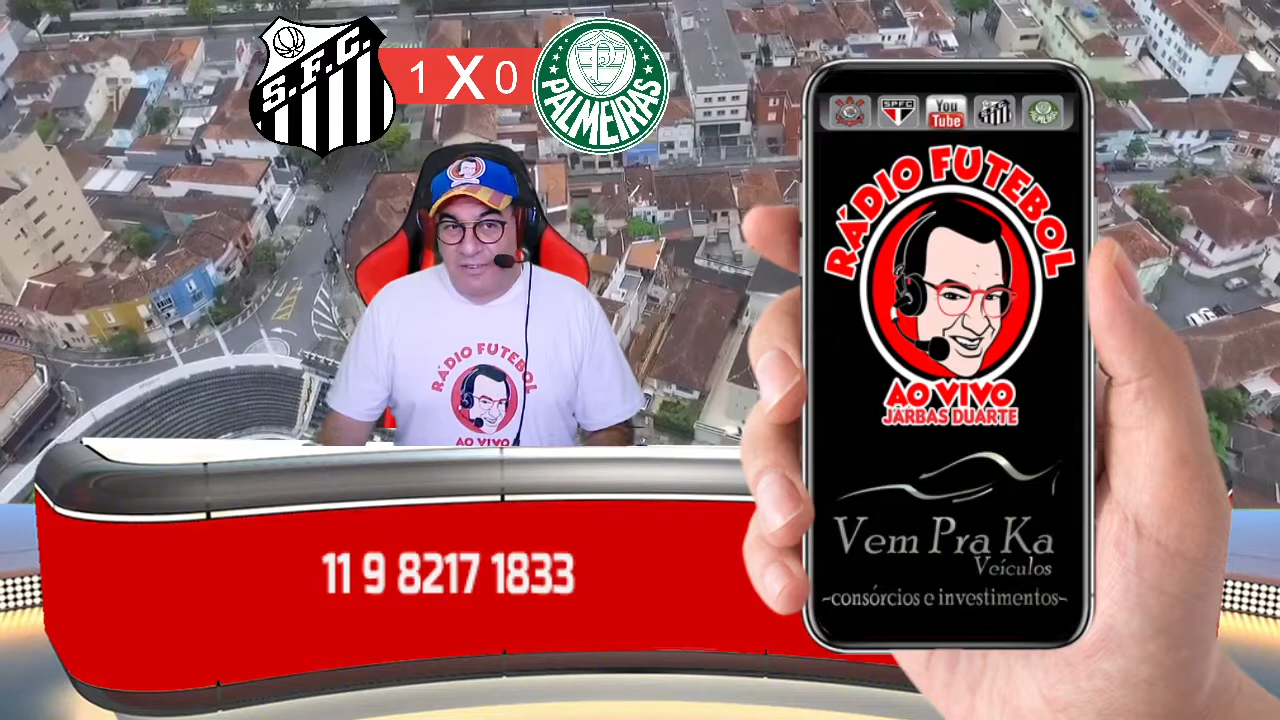 S.F.C.
1 X 0
PALMEIRAS
SPFC
You
Tube
RÁDIO FUTEBOL
AO VIVO
JARBAS DUARTE
RÁDIO FUTEBOL
AO VIVO
Vem Pra Ka
Veículos
~consórcios e investimentos~
11 9 8217 1833